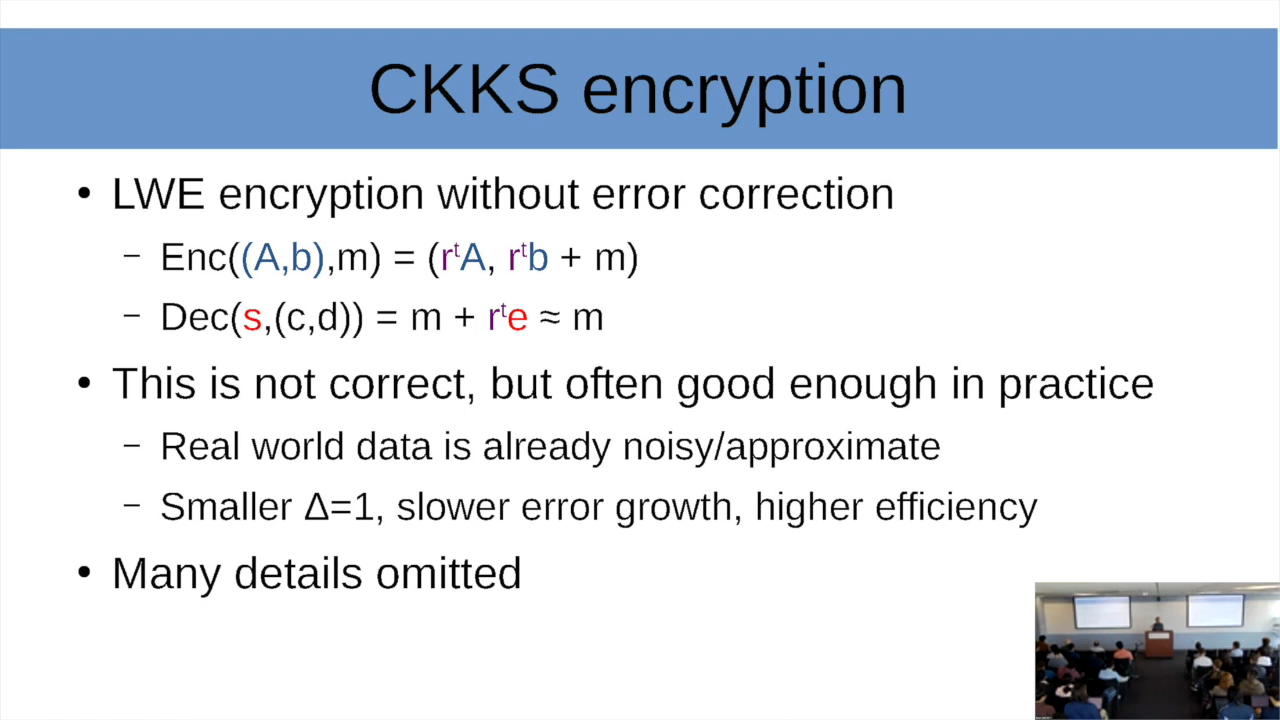 CKKS encryption
• LWE encryption without error correction
– Enc((A,b),m) = (rᵗA, rᵗb + m)
– Dec(s,(c,d)) = m + rᵗe ≈ m
• This is not correct, but often good enough in practice
– Real world data is already noisy/approximate
– Smaller Δ=1, slower error growth, higher efficiency
• Many details omitted